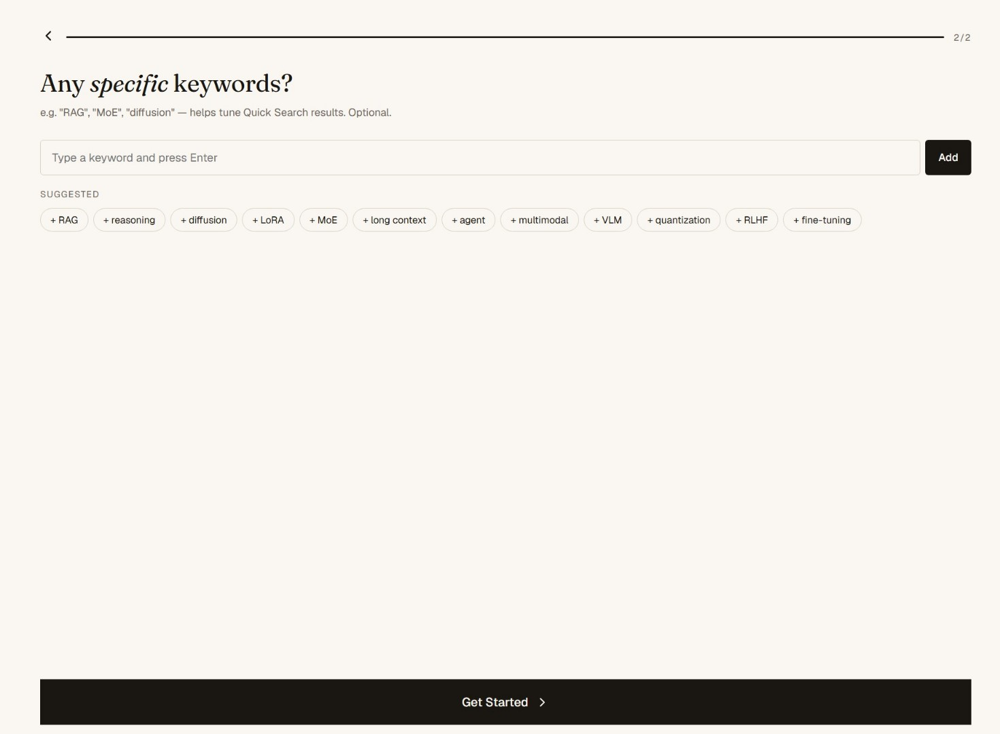 2/2
Any specific keywords?
e.g. "RAG", "MoE", "diffusion" — helps tune Quick Search results. Optional.
Type a keyword and press Enter
Add
SUGGESTED
+ RAG + reasoning + diffusion + LoRA + MoE + long context + agent + multimodal + VLM + quantization + RLHF + fine-tuning
Get Started